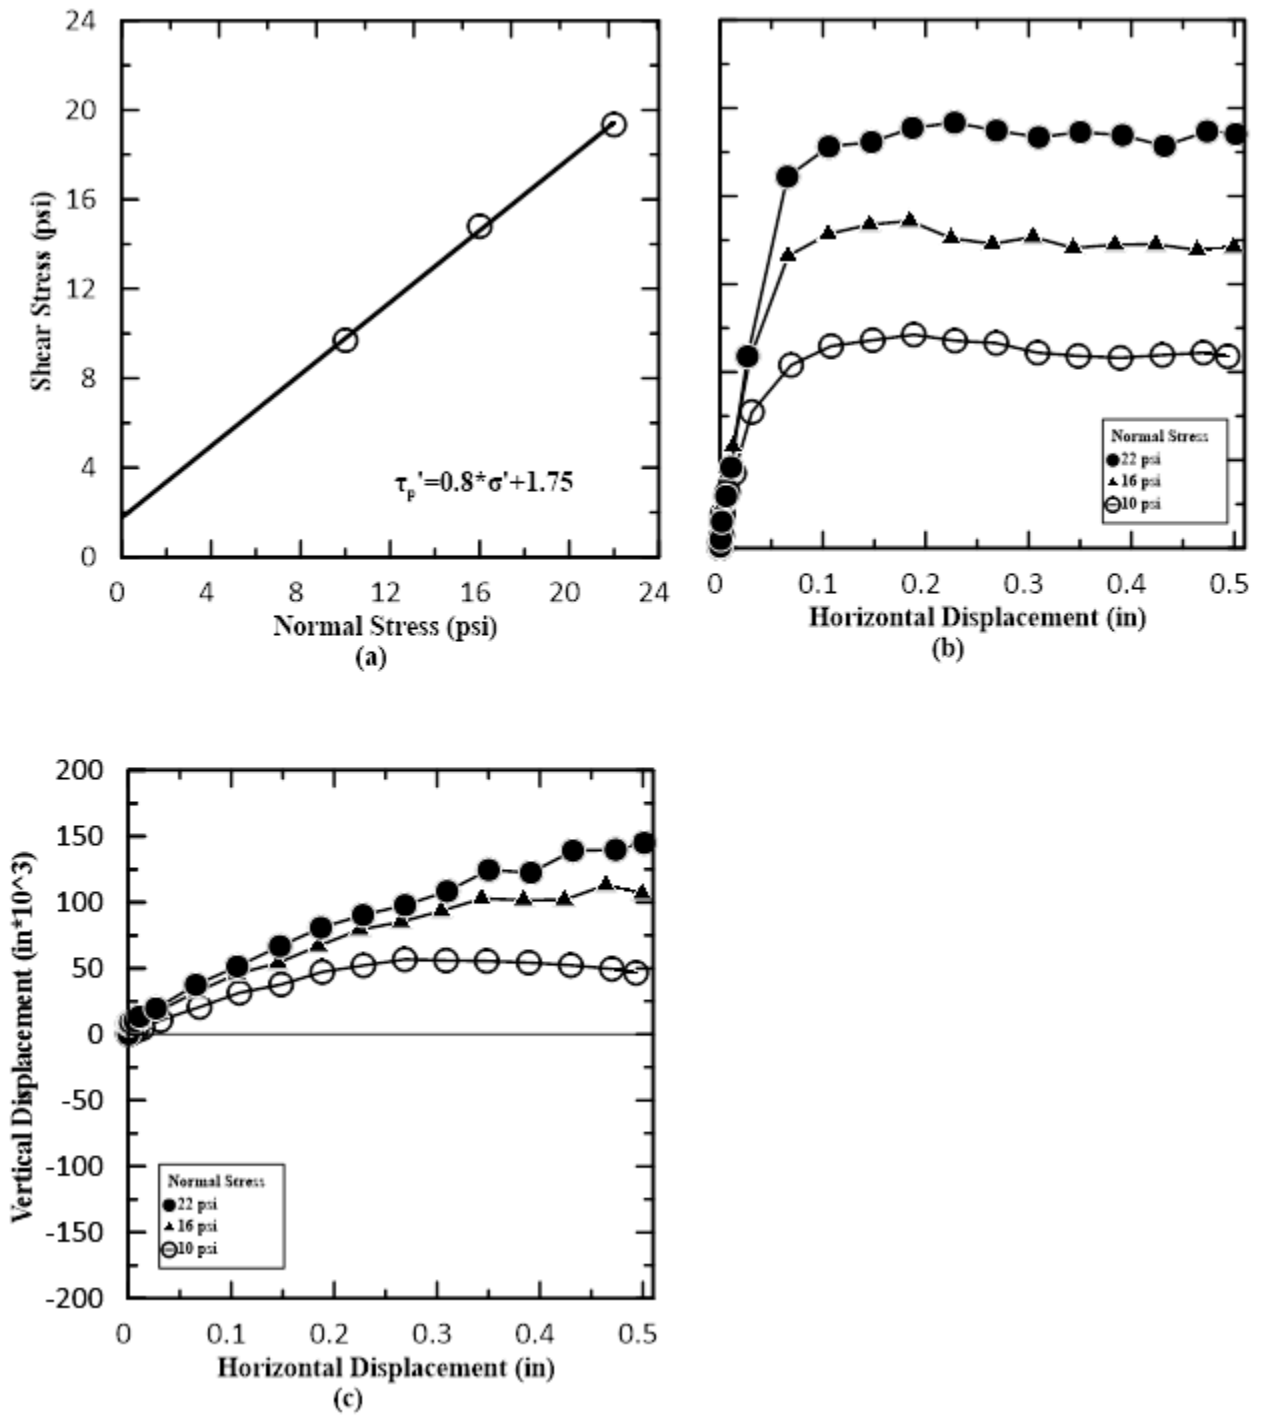 24
20
16
12
8
4
0
Shear Stress (psi)
τp'=0.8*σ'+1.75
0 4 8 12 16 20 24
Normal Stress (psi)
(a)
Normal Stress
22 psi
16 psi
10 psi
0 0.1 0.2 0.3 0.4 0.5
Horizontal Displacement (in)
(b)
200
150
100
50
0
-50
-100
-150
-200
Vertical Displacement (in*10^3)
Normal Stress
22 psi
16 psi
10 psi
0 0.1 0.2 0.3 0.4 0.5
Horizontal Displacement (in)
(c)